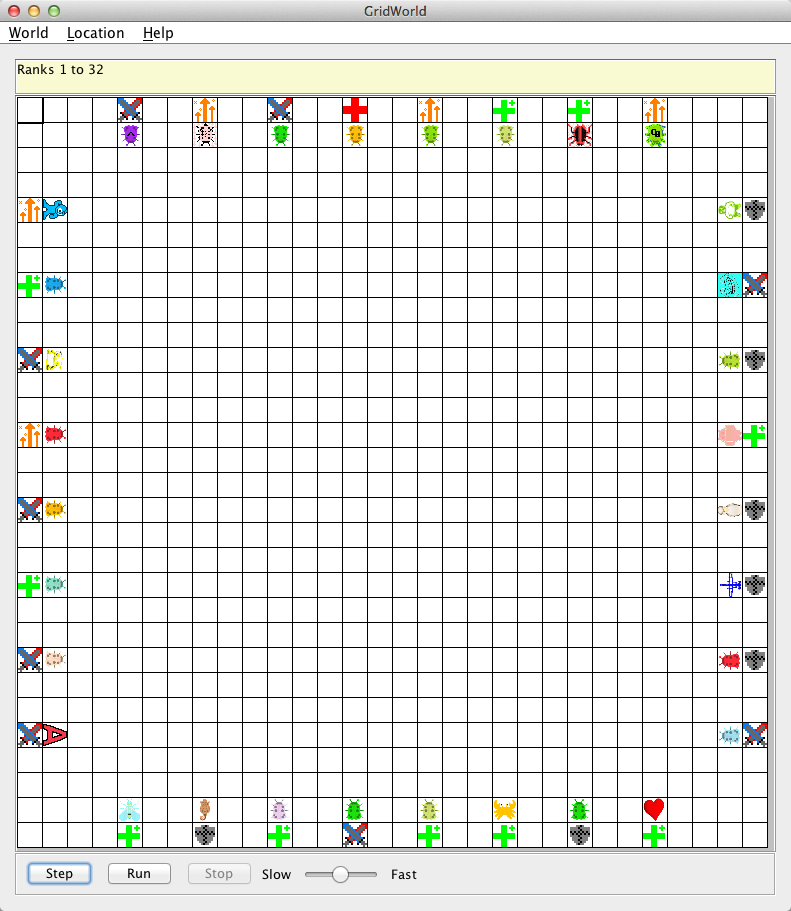 GridWorld
World Location Help
Ranks 1 to 32
Step Run Stop Slow Fast